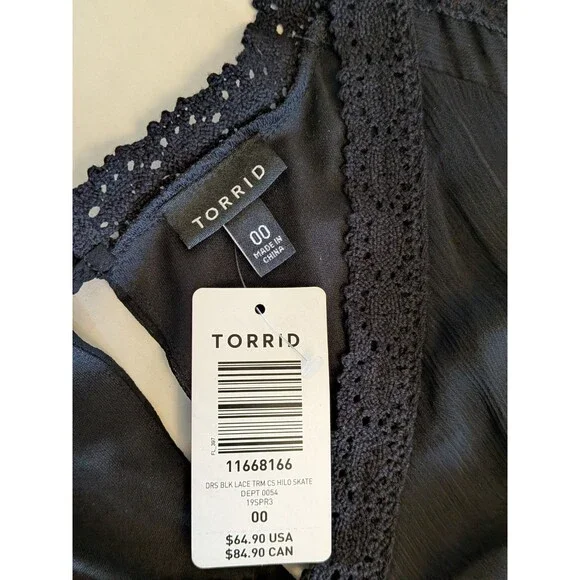 TORRID
00
MADE IN
CHINA
TORRID
FL_397
11668166
DRS BLK LACE TRM CS HILO SKATE
DEPT 0054
19SPR3
00
$64.90 USA
$84.90 CAN